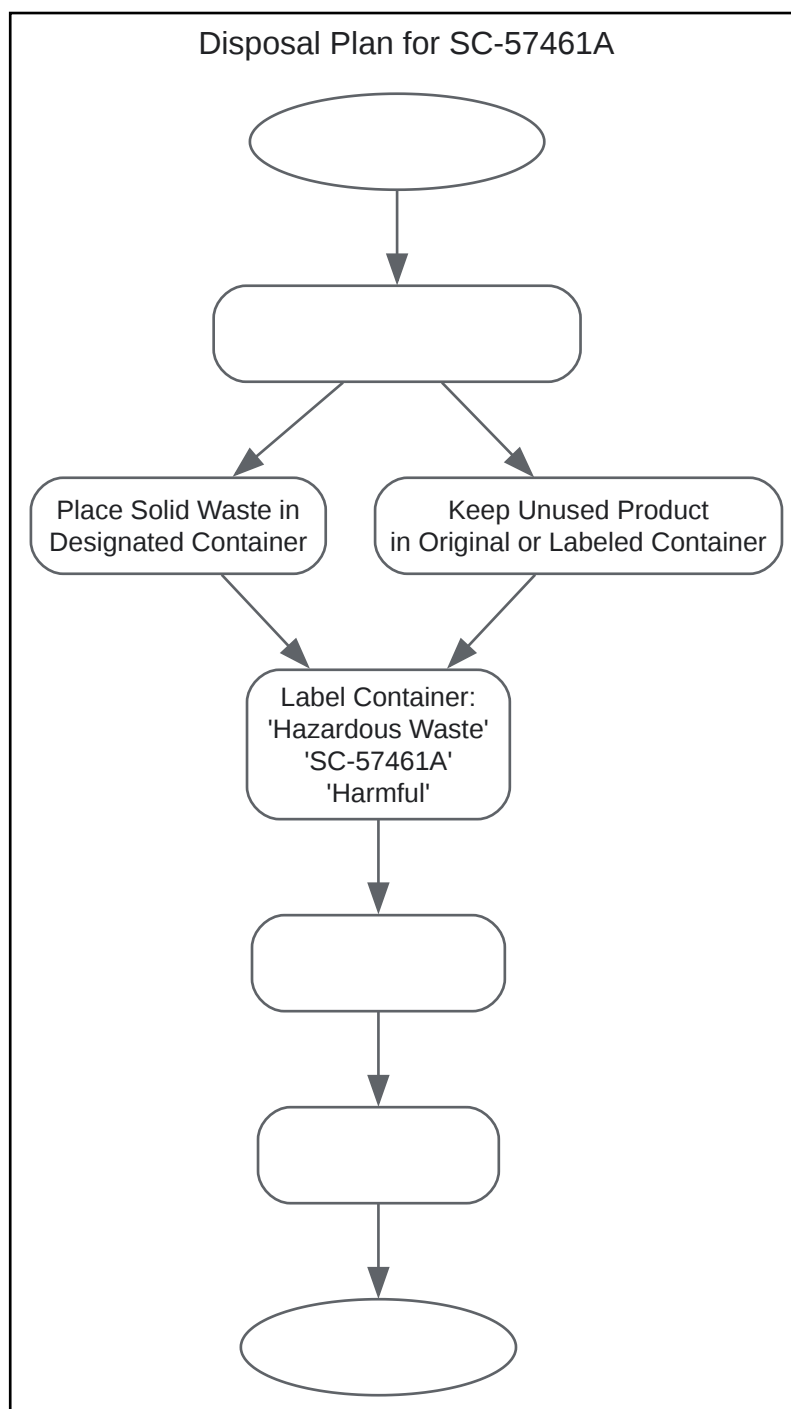 Disposal Plan for SC-57461A
Place Solid Waste in
Designated Container
Keep Unused Product
in Original or Labeled Container
Label Container:
'Hazardous Waste'
'SC-57461A'
'Harmful'